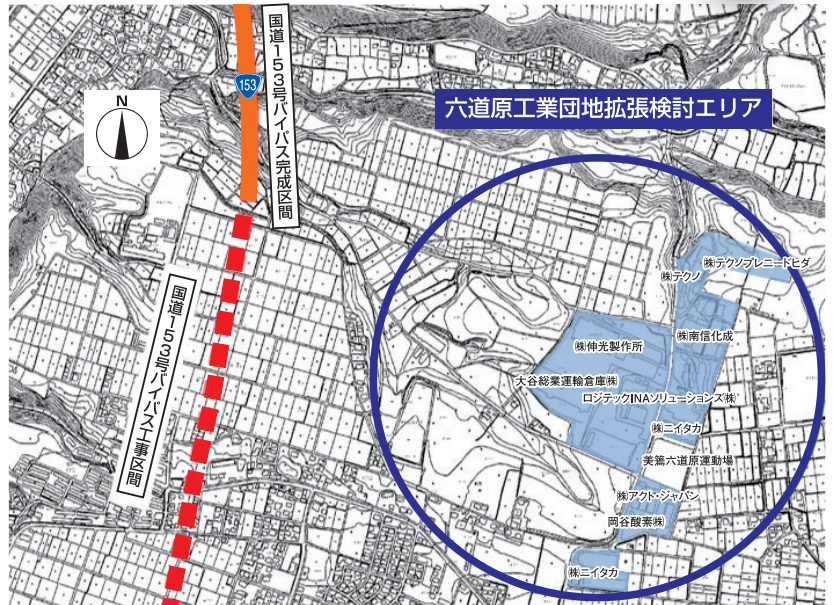 国道153号バイパス完成区間
153
N
六道原工業団地拡張検討エリア
国道153号バイパス工事区間
㈱テクノプレニードヒダ
㈱テクノ
㈱南信化成
㈱伸光製作所
大谷総業運輸倉庫㈱
ロジテックINAソリューションズ㈱
㈱ニイタカ
美篶六道原運動場
㈱アクト・ジャパン
岡谷酸素㈱
㈱ニイタカ